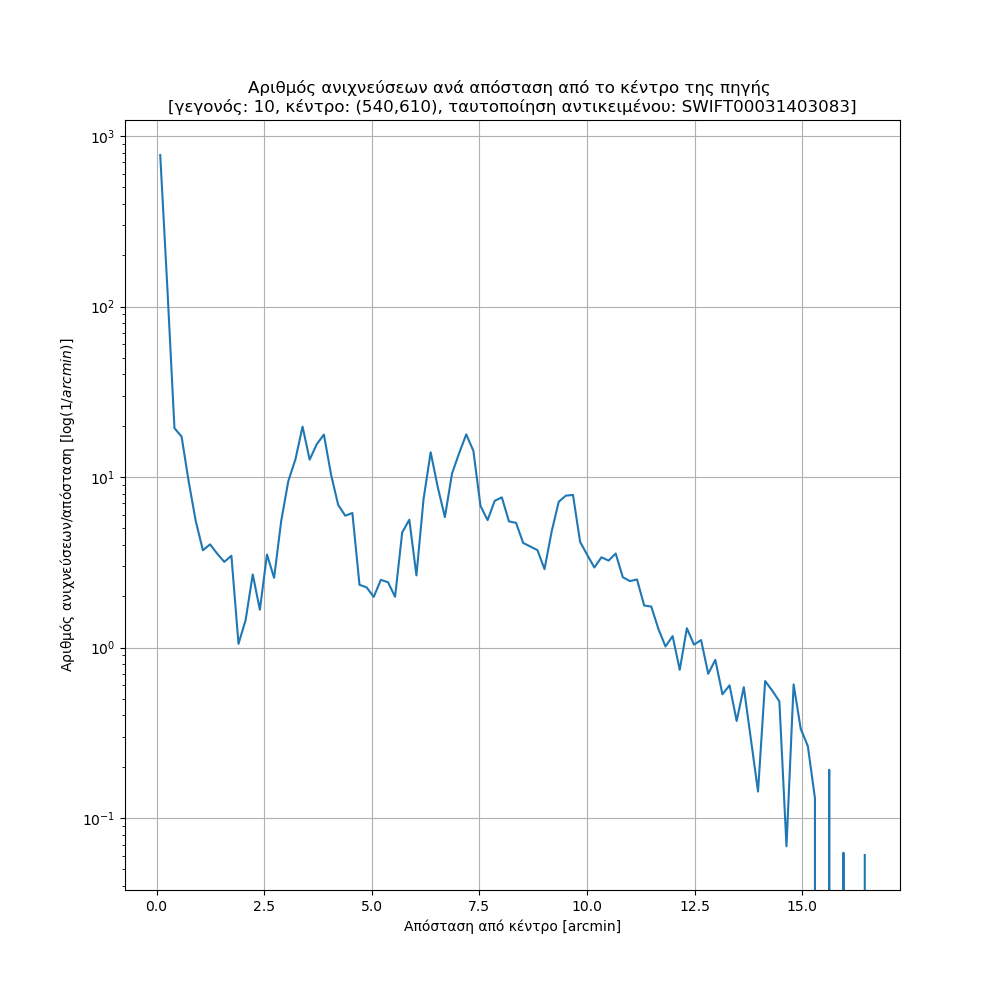 Αριθμός ανιχνεύσεων ανά απόσταση από το κέντρο της πηγής
[γεγονός: 10, κέντρο: (540,610), ταυτοποίηση αντικειμένου: SWIFT00031403083]
10³
10²
10¹
10⁰
10⁻¹
Αριθμός ανιχνεύσεων/απόσταση [log(1/arcmin)]
0.0 2.5 5.0 7.5 10.0 12.5 15.0
Απόσταση από κέντρο [arcmin]